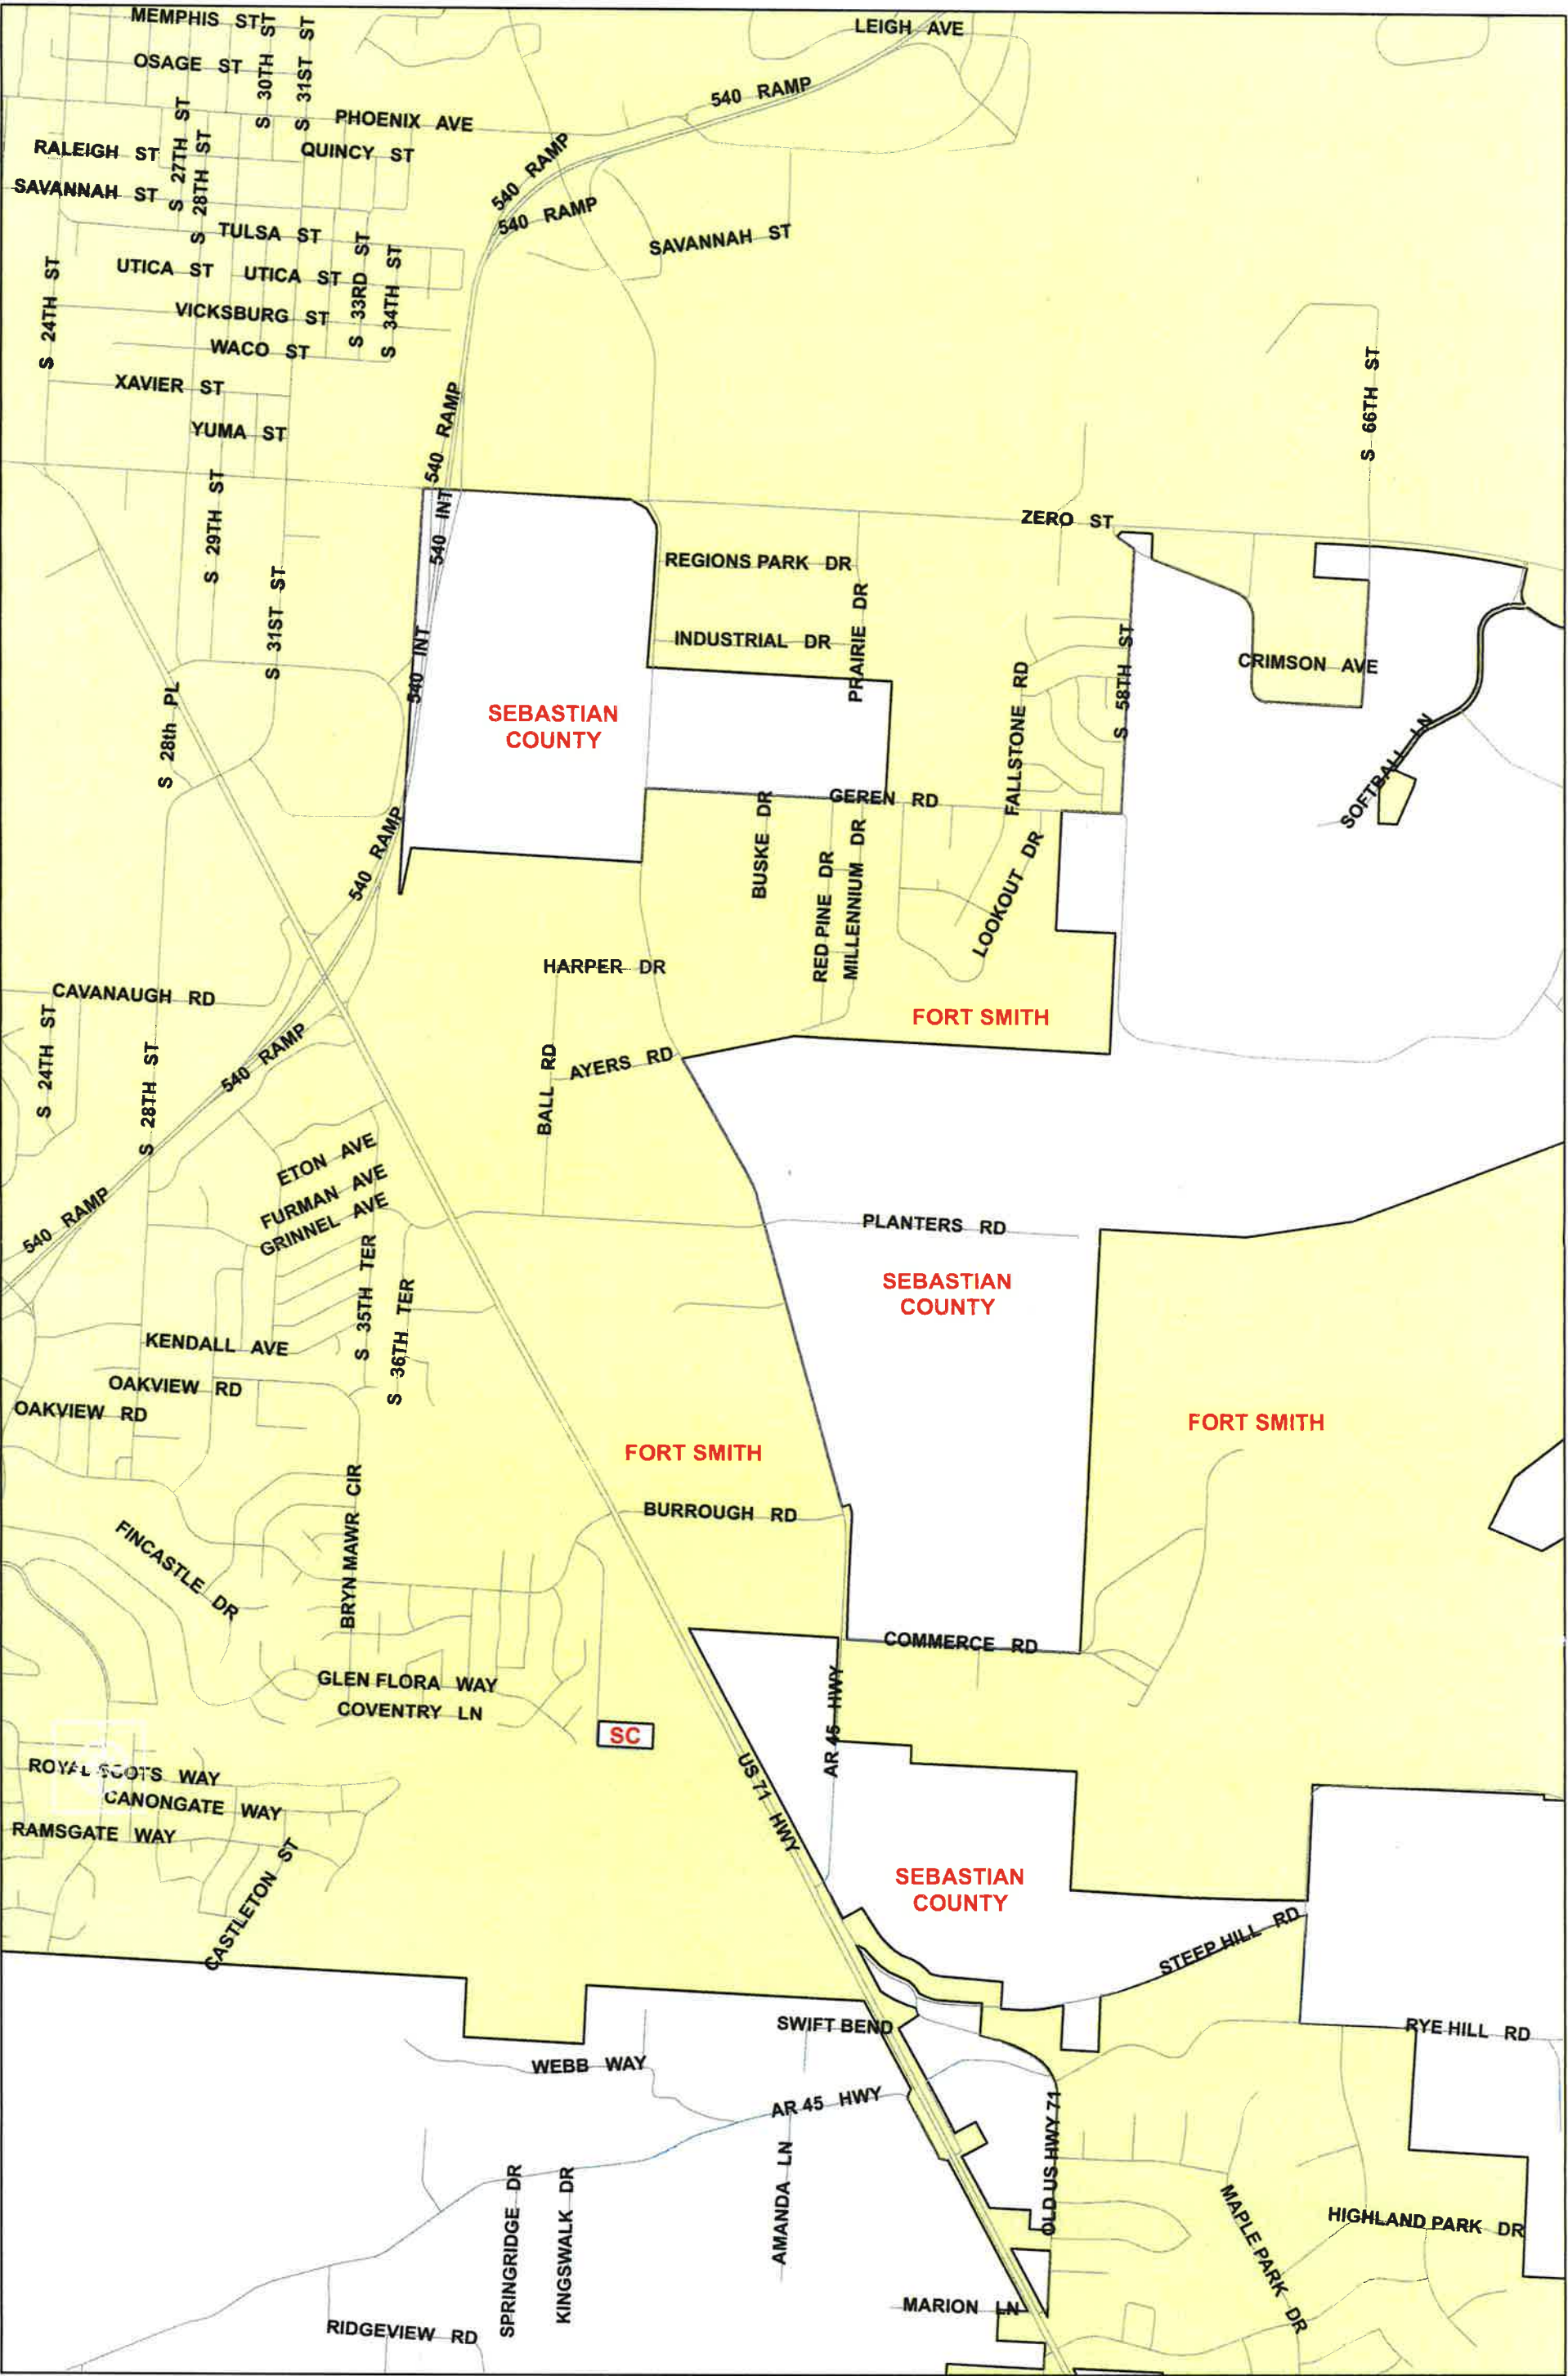 MEMPHIS ST
S 30TH ST
S 31ST ST
LEIGH AVE
OSAGE ST
540 RAMP
S 27TH ST
PHOENIX AVE
S 28TH ST
540 RAMP
RALEIGH ST
QUINCY ST
SAVANNAH ST
540 RAMP
TULSA ST
SAVANNAH ST
S 33RD ST
S 34TH ST
S 24TH ST
UTICA ST
UTICA ST
VICKSBURG ST
WACO ST
S 66TH ST
XAVIER ST
540 RAMP
YUMA ST
S 29TH ST
540 INT
ZERO ST
REGIONS PARK DR
S 31ST ST
PRAIRIE DR
540 INT
INDUSTRIAL DR
S 58TH ST
CRIMSON AVE
FALLSTONE RD
S 28th PL
SEBASTIAN
COUNTY
SOFTBALL LN
GEREN RD
BUSKE DR
540 RAMP
RED PINE DR
MILLENNIUM DR
LOOKOUT DR
HARPER DR
CAVANAUGH RD
FORT SMITH
S 24TH ST
S 28TH ST
540 RAMP
BALL RD
AYERS RD
ETON AVE
FURMAN AVE
GRINNEL AVE
540 RAMP
PLANTERS RD
S 35TH TER
S 36TH TER
SEBASTIAN
COUNTY
KENDALL AVE
OAKVIEW RD
OAKVIEW RD
FORT SMITH
FORT SMITH
BRYN MAWR CIR
BURROUGH RD
FINCASTLE DR
COMMERCE RD
GLEN FLORA WAY
AR 45 HWY
COVENTRY LN
SC
US 71 HWY
ROYAL SCOTS WAY
CANONGATE WAY
RAMSGATE WAY
CASTLETON ST
SEBASTIAN
COUNTY
STEEP HILL RD
SWIFT BEND
RYE HILL RD
WEBB WAY
AR 45 HWY
OLD US HWY 71
AMANDA LN
SPRINGRIDGE DR
KINGSWALK DR
MAPLE PARK DR
HIGHLAND PARK DR
MARION LN
RIDGEVIEW RD